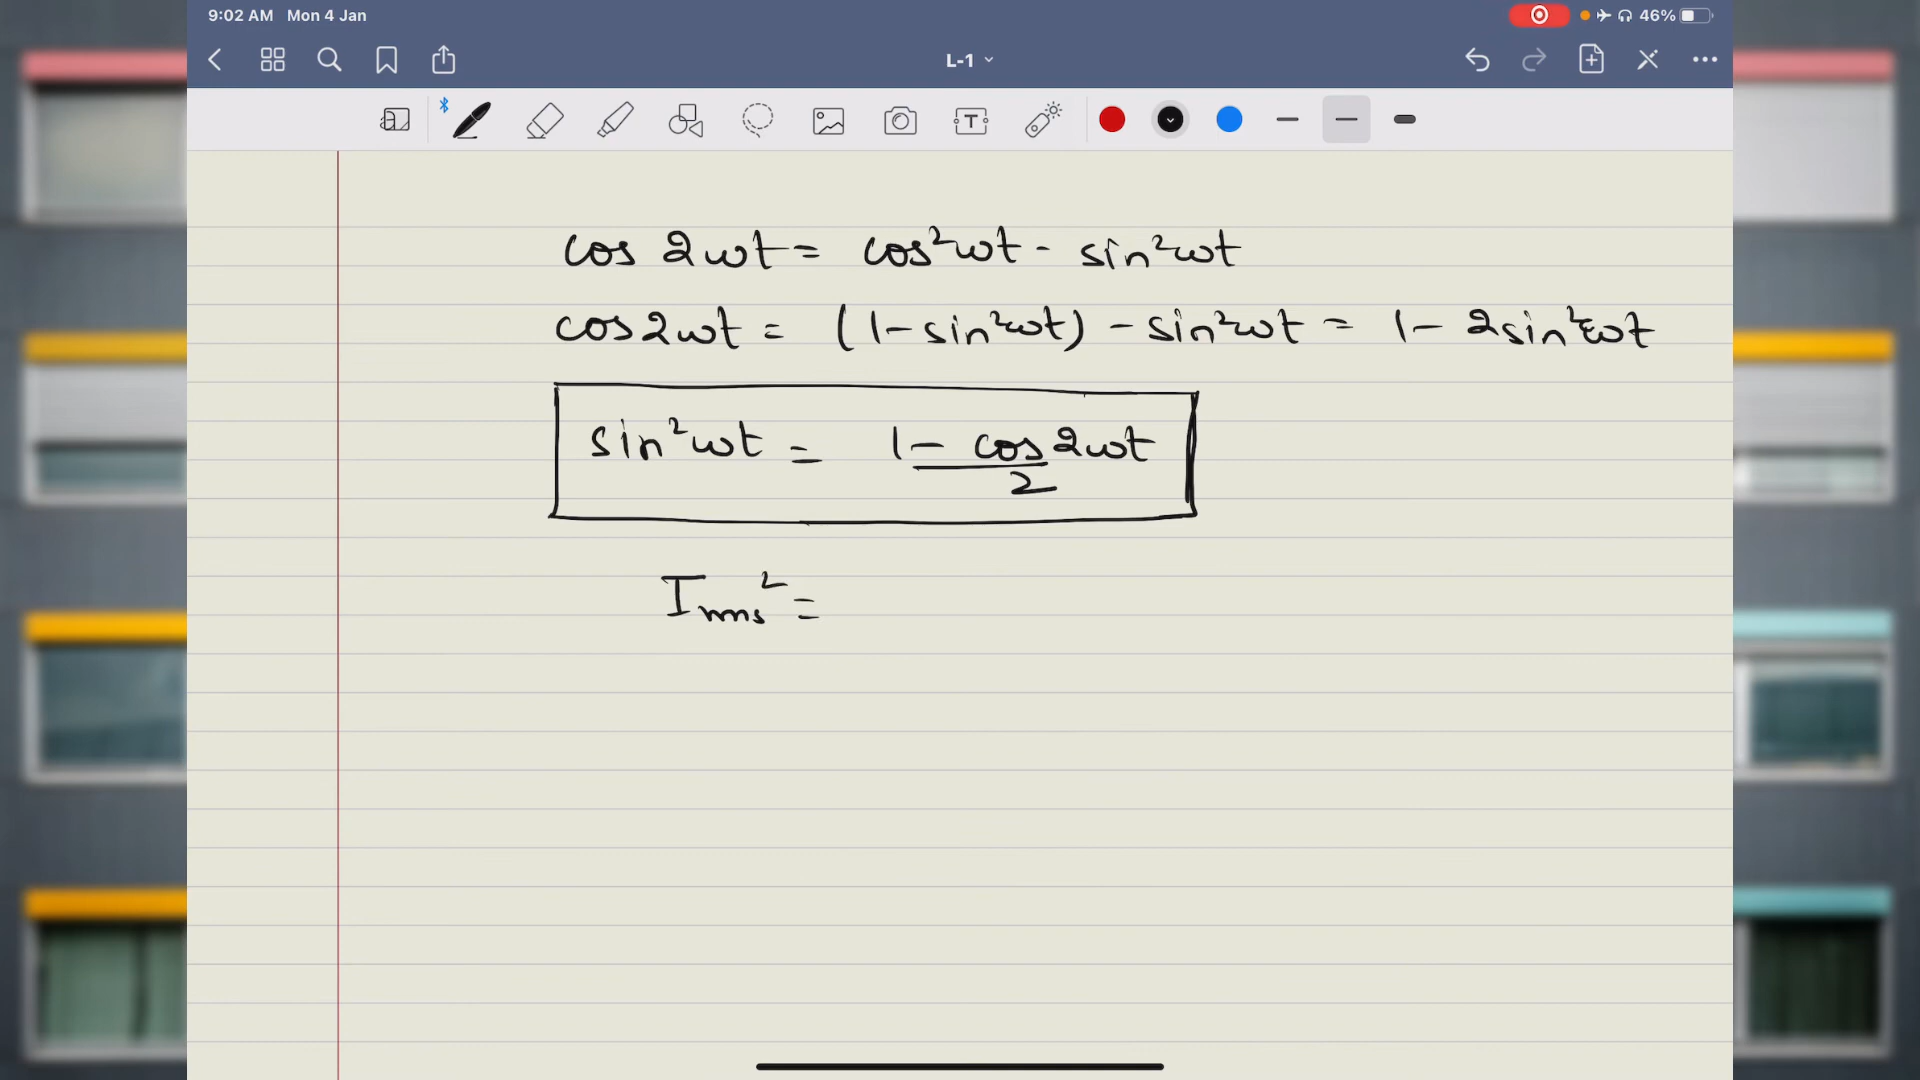 9:02 AM Mon 4 Jan 46%
L-1
cos 2ωt = cos²ωt - sin²ωt
cos2ωt = (1-sin²ωt) - sin²ωt = 1- 2sin²ωt
sin²ωt = 1- cos2ωt
2
Irms² =